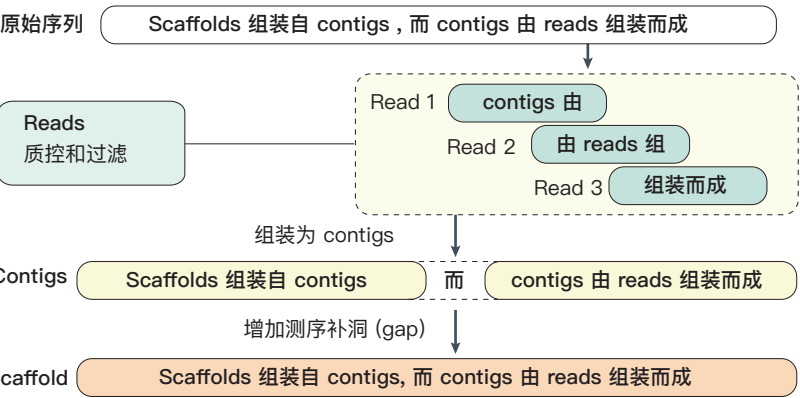 原始序列 Scaffolds 组装自 contigs , 而 contigs 由 reads 组装而成
Read 1 contigs 由
Reads
质控和过滤
Read 2 由 reads 组
Read 3 组装而成
组装为 contigs
Contigs Scaffolds 组装自 contigs 而 contigs 由 reads 组装而成
增加测序补洞 (gap)
caffold Scaffolds 组装自 contigs, 而 contigs 由 reads 组装而成